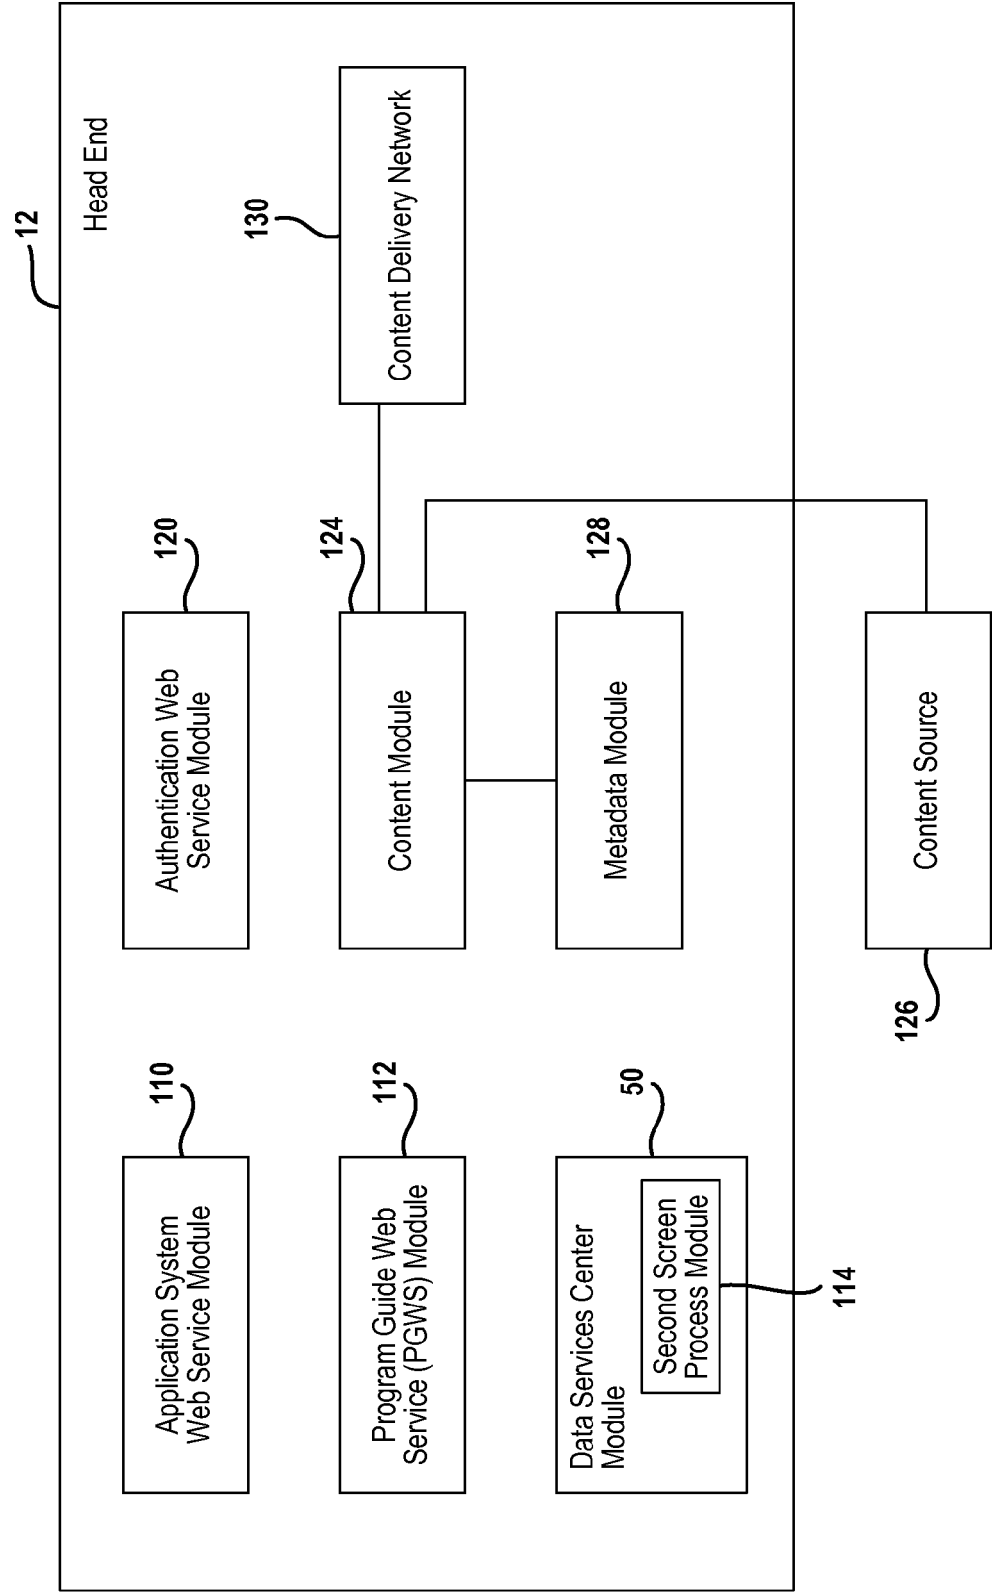 12
Head End
110
Application System
Web Service Module
120
Authentication Web
Service Module
112
Program Guide Web
Service (PGWS) Module
124
Content Module
130
Content Delivery Network
50
Data Services Center
Module
Second Screen
Process Module
114
128
Metadata Module
126
Content Source